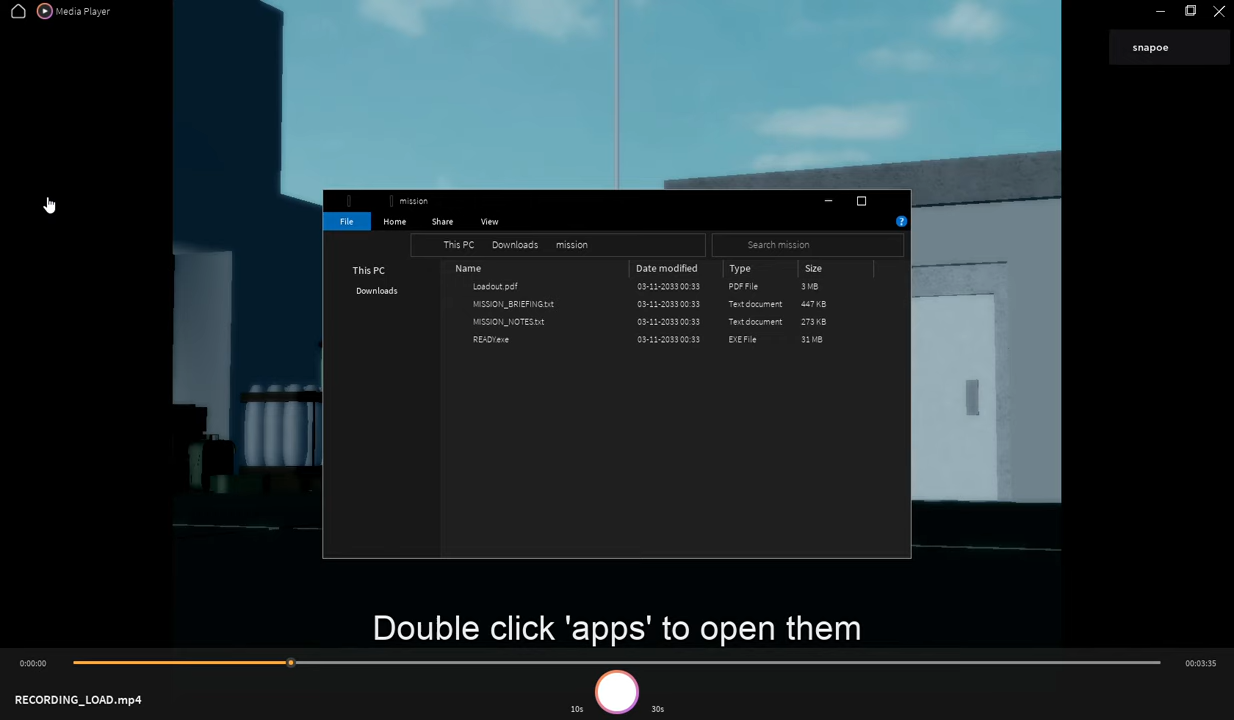 Media Player
snapoe
mission
File Home Share View ?
This PC Downloads mission Search mission
This PC
Downloads
Name Date modified Type Size
Loadout.pdf 03-11-2033 00:33 PDF File 3 MB
MISSION_BRIEFING.txt 03-11-2033 00:33 Text document 447 KB
MISSION_NOTES.txt 03-11-2033 00:33 Text document 273 KB
READY.exe 03-11-2033 00:33 EXE File 31 MB
Double click 'apps' to open them
0:00:00 00:03:35
RECORDING_LOAD.mp4
10s 30s